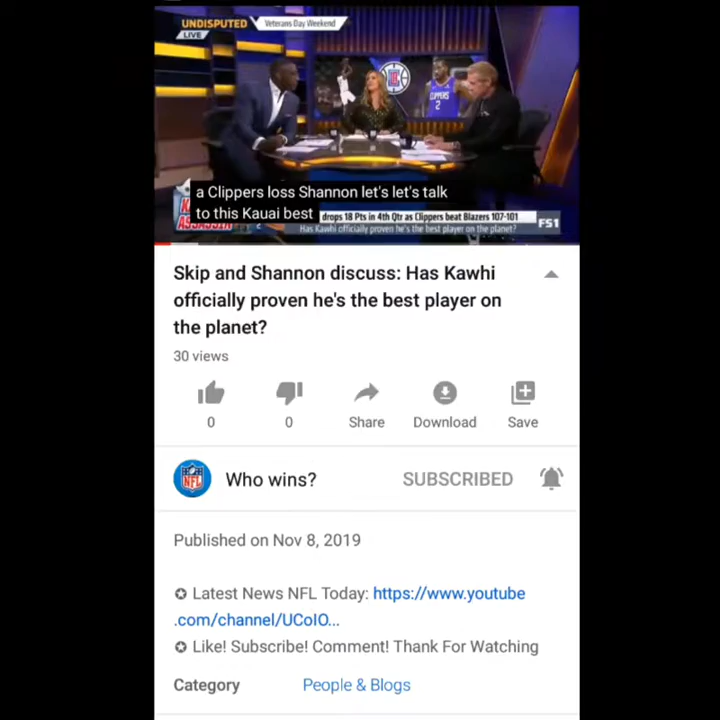 UNDISPUTED
Veterans Day Weekend
LIVE
CLIPPERS
2
a Clippers loss Shannon let's let's talk
to this Kauai best
drops 18 Pts in 4th Qtr as Clippers beat Blazers 107-101
Has Kawhi officially proven he's the best player on the planet?
FS1
Skip and Shannon discuss: Has Kawhi
officially proven he's the best player on
the planet?
30 views
0
0
Share
Download
Save
NFL
Who wins?
SUBSCRIBED
Published on Nov 8, 2019
✪ Latest News NFL Today: https://www.youtube
.com/channel/UCoIO...
✪ Like! Subscribe! Comment! Thank For Watching
Category
People & Blogs